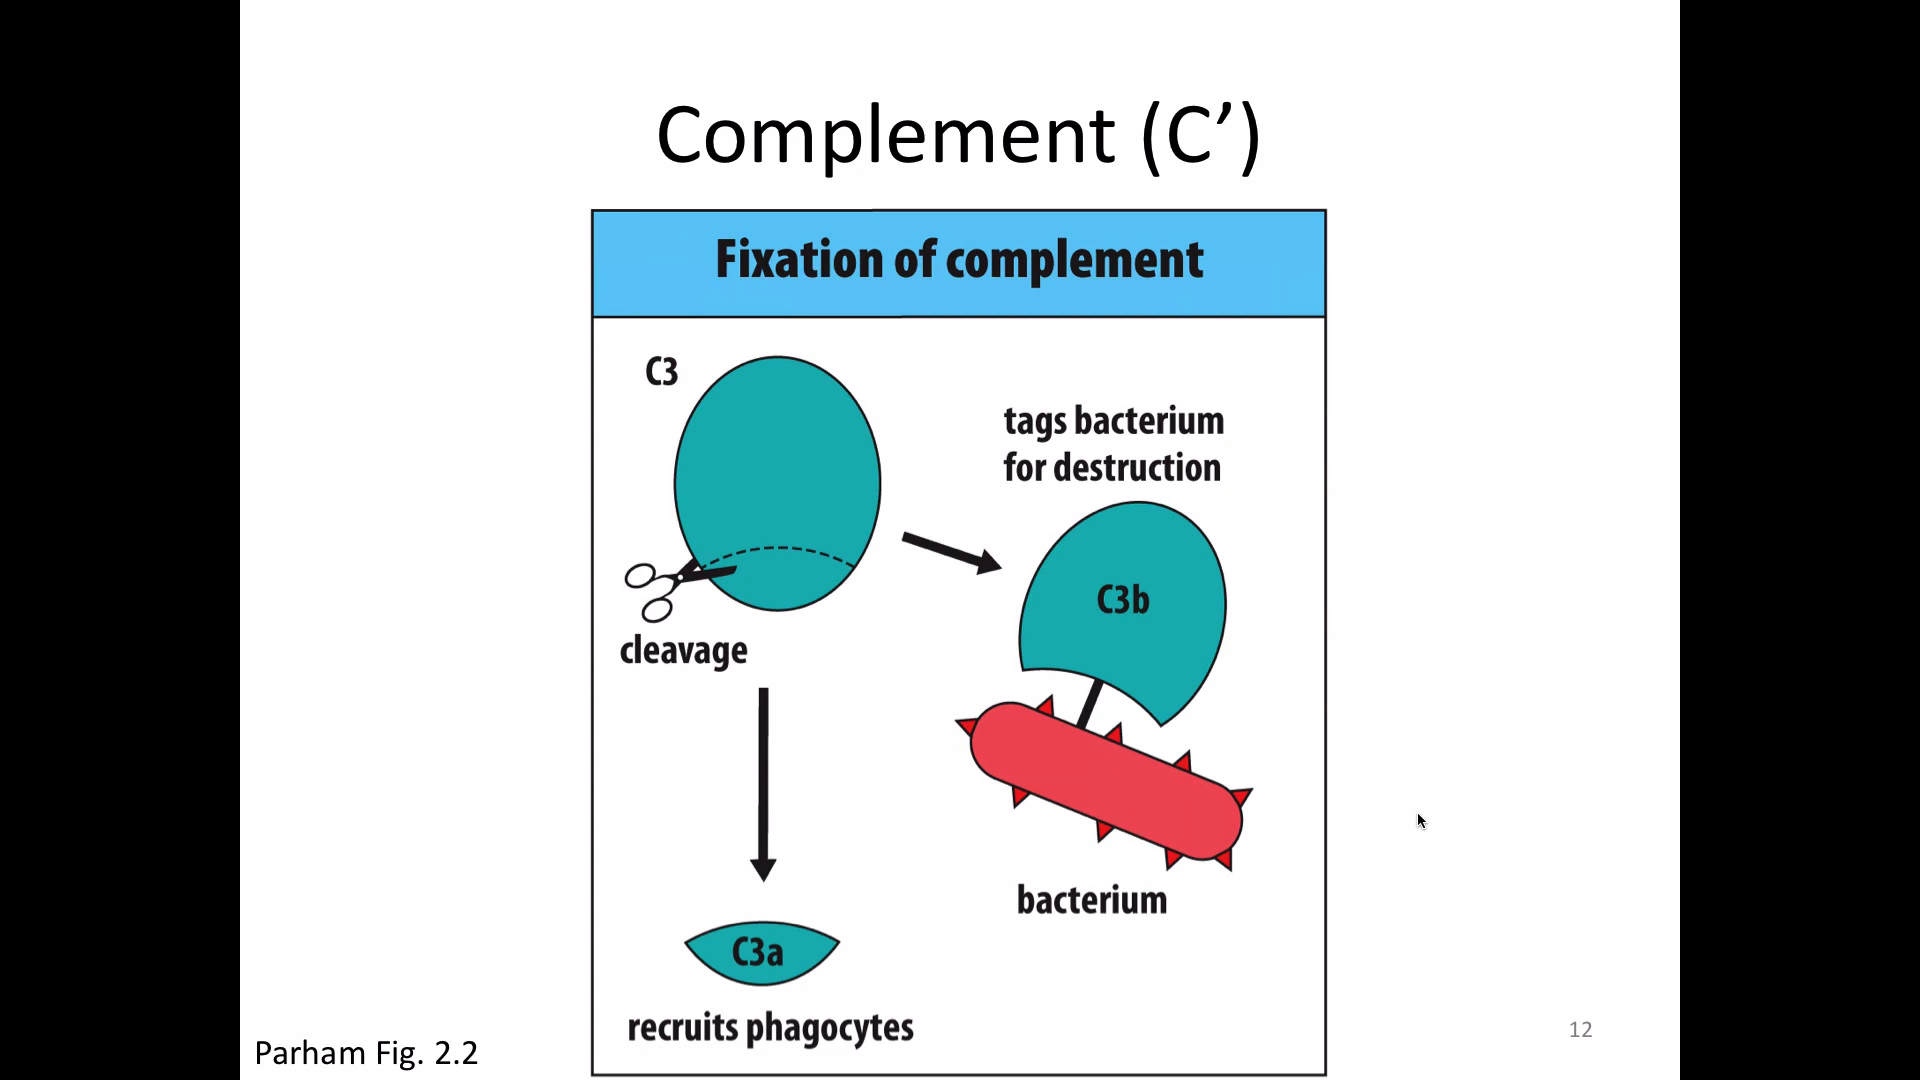 Complement (C’)
Fixation of complement
C3
tags bacterium
for destruction
C3b
cleavage
bacterium
C3a
recruits phagocytes
Parham Fig. 2.2
12